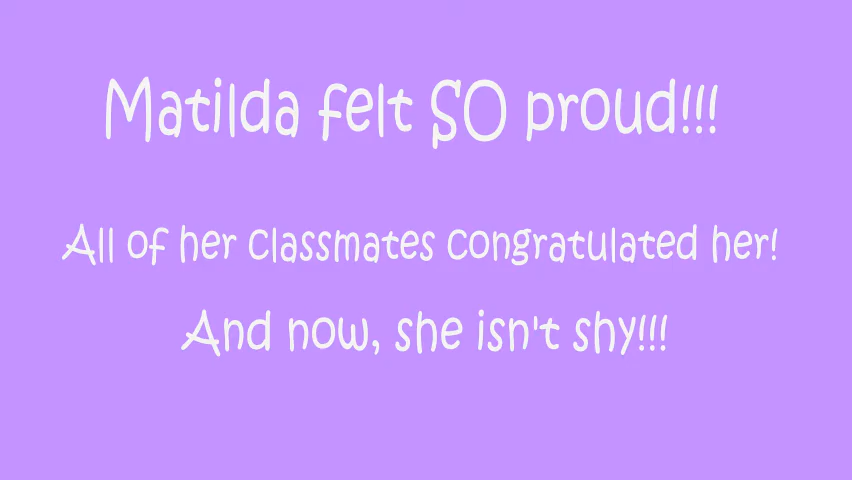 Matilda felt SO proud!!!
All of her classmates congratulated her!
And now, she isn't shy!!!